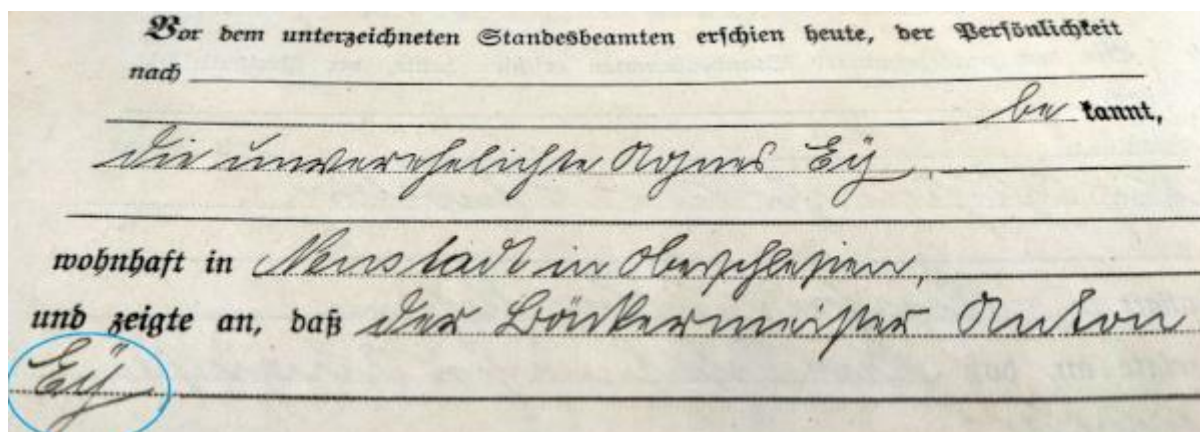 Vor dem unterzeichneten Standesbeamten erschien heute, der Persönlichkeit
nach
be kannt,
die unverehelichte Agnes Eÿ,
wohnhaft in Neustadt in Oberschlesien,
und zeigte an, daß der Bäckermeister Anton
Eÿ